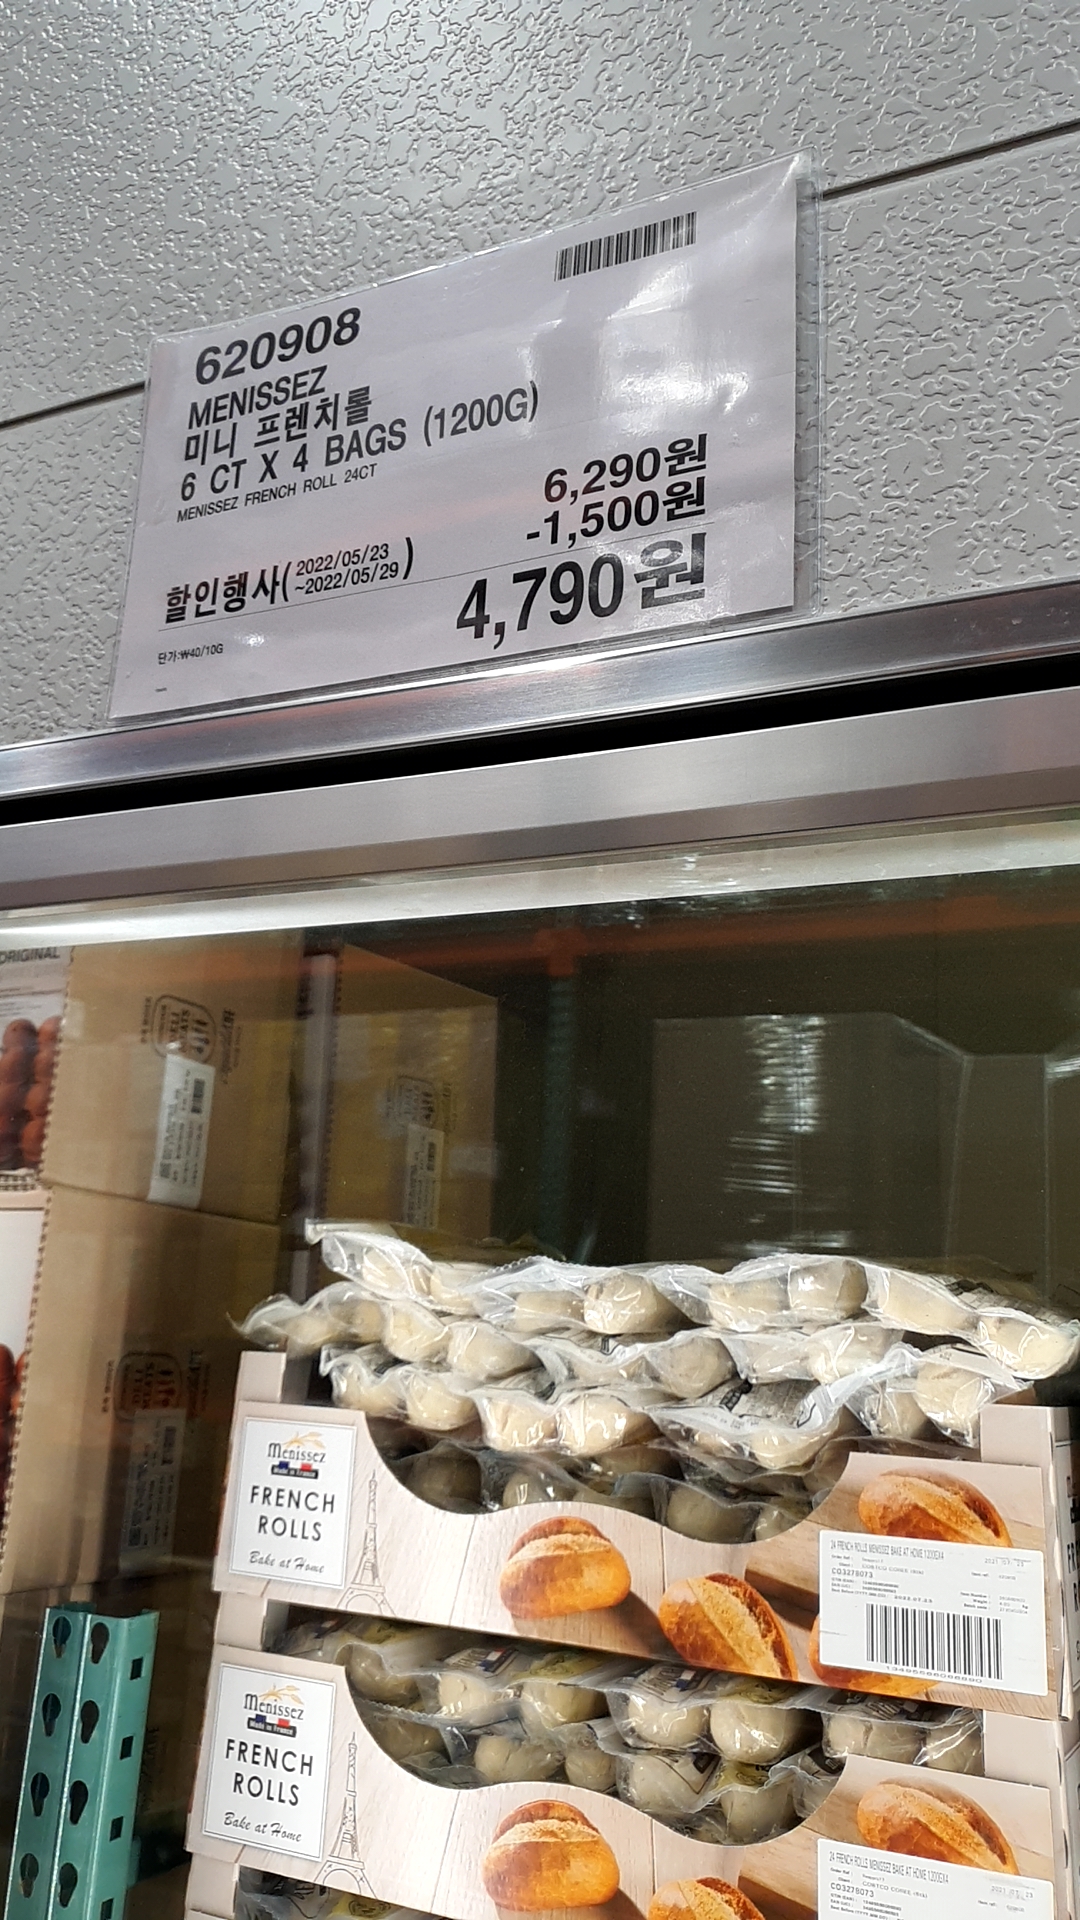 620908
MENISSEZ
미니 프렌치롤
6 CT X 4 BAGS (1200G)
MENISSEZ FRENCH ROLL 24CT
6,290원
-1,500원
할인행사(2022/05/23
~2022/05/29)
4,790원
단가:₩40/10G
ORIGINAL
Menissez
Made in France
FRENCH
ROLLS
Bake at Home
24 FRENCH ROLLS MENISSEZ BAKE AT HOME 1200EX4
CO3278073
Menissez
Made in France
FRENCH
ROLLS
Bake at Home
24 FRENCH ROLLS MENISSEZ BAKE AT HOME 1200EX4
CO3278073